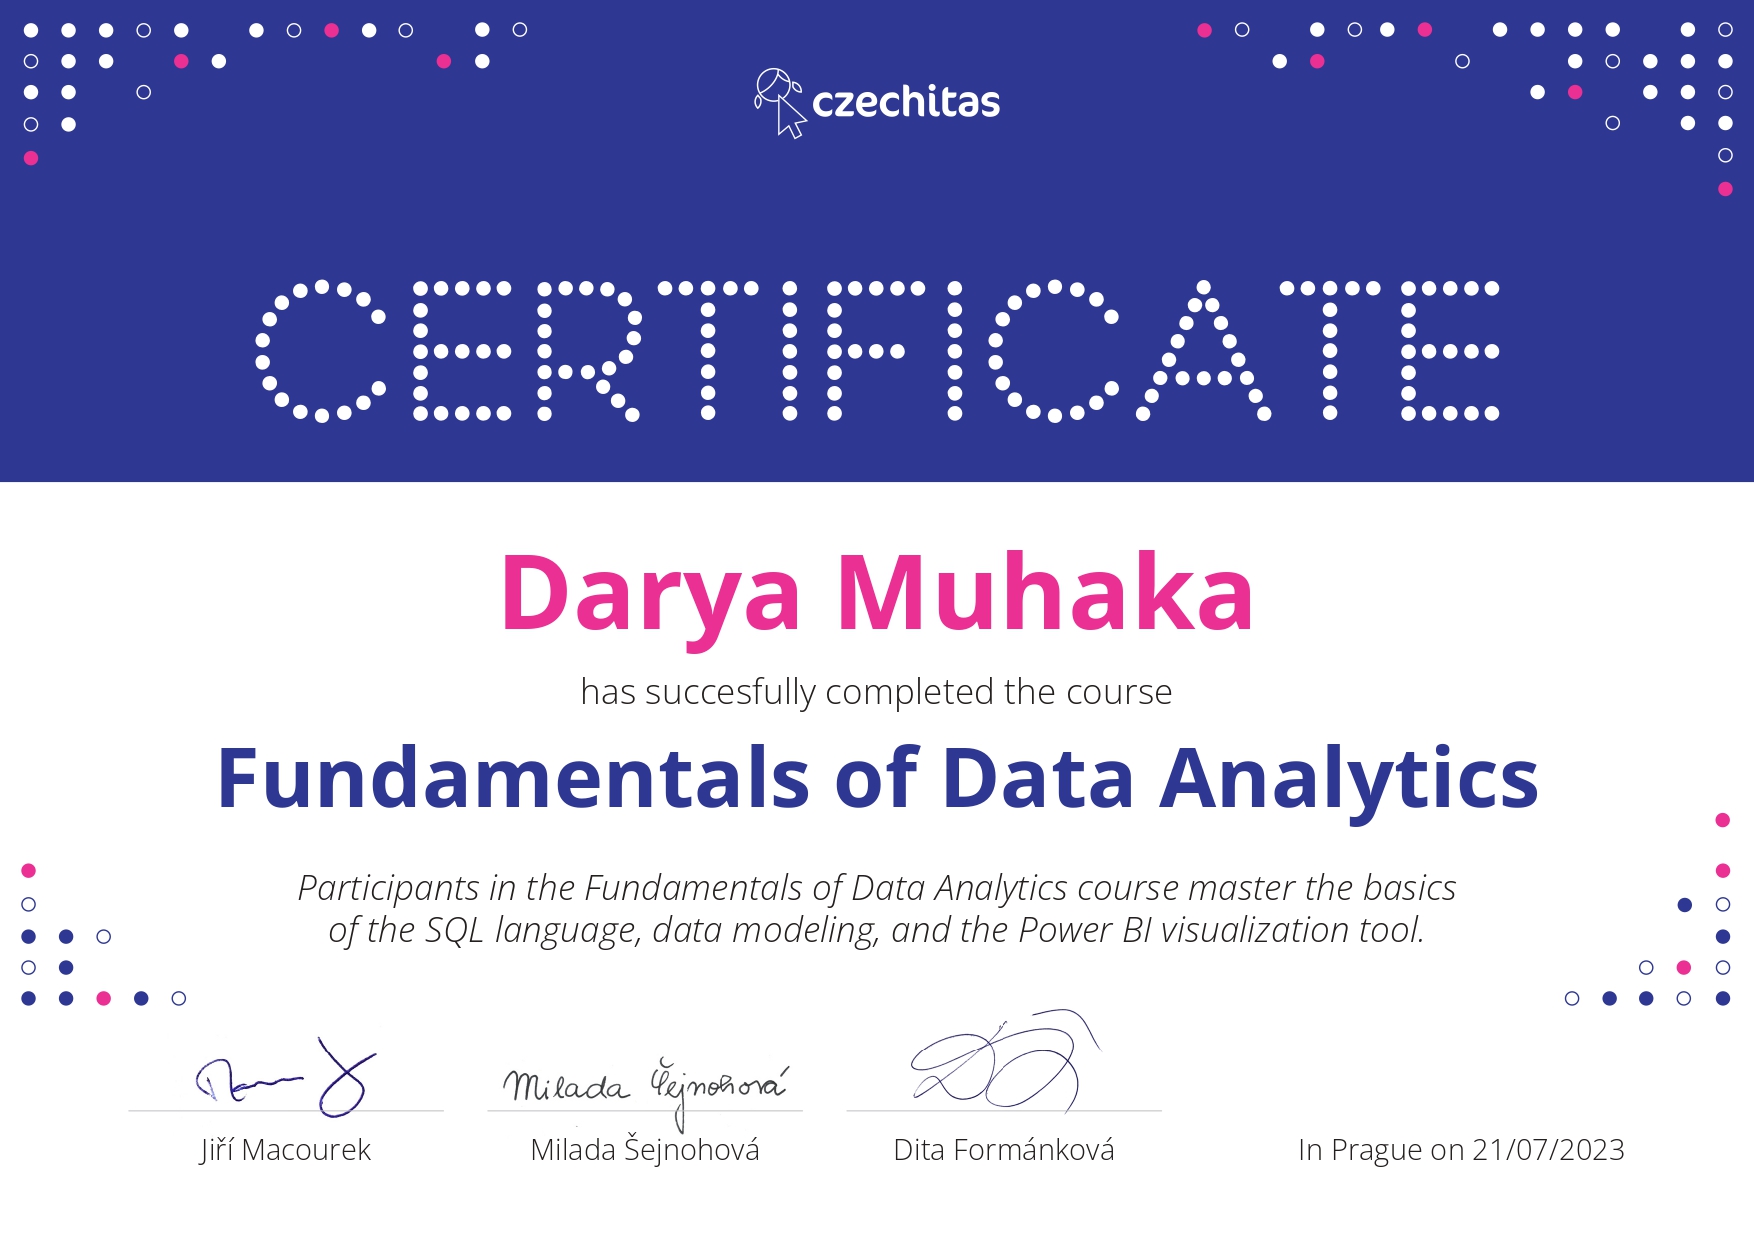 czechitas
CERTIFICATE
Darya Muhaka
has succesfully completed the course
Fundamentals of Data Analytics
Participants in the Fundamentals of Data Analytics course master the basics
of the SQL language, data modeling, and the Power BI visualization tool.
Milada Šejnohová
Jiří Macourek
Milada Šejnohová
Dita Formánková
In Prague on 21/07/2023